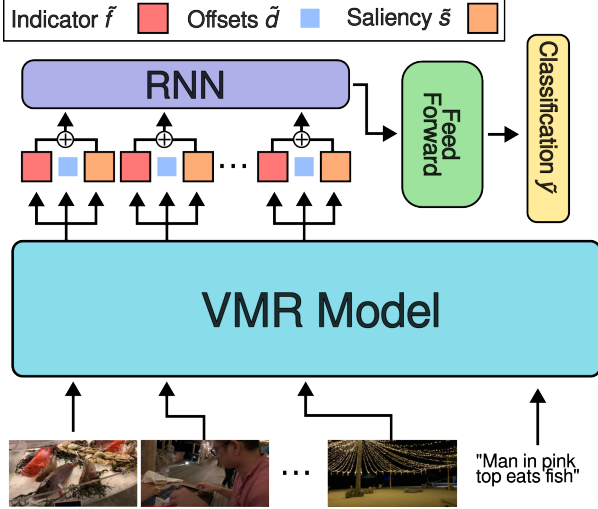 Indicator f̃ Offsets d̃ Saliency s̃
RNN
Feed
Forward
Classification ỹ
...
VMR Model
...
"Man in pink
top eats fish"